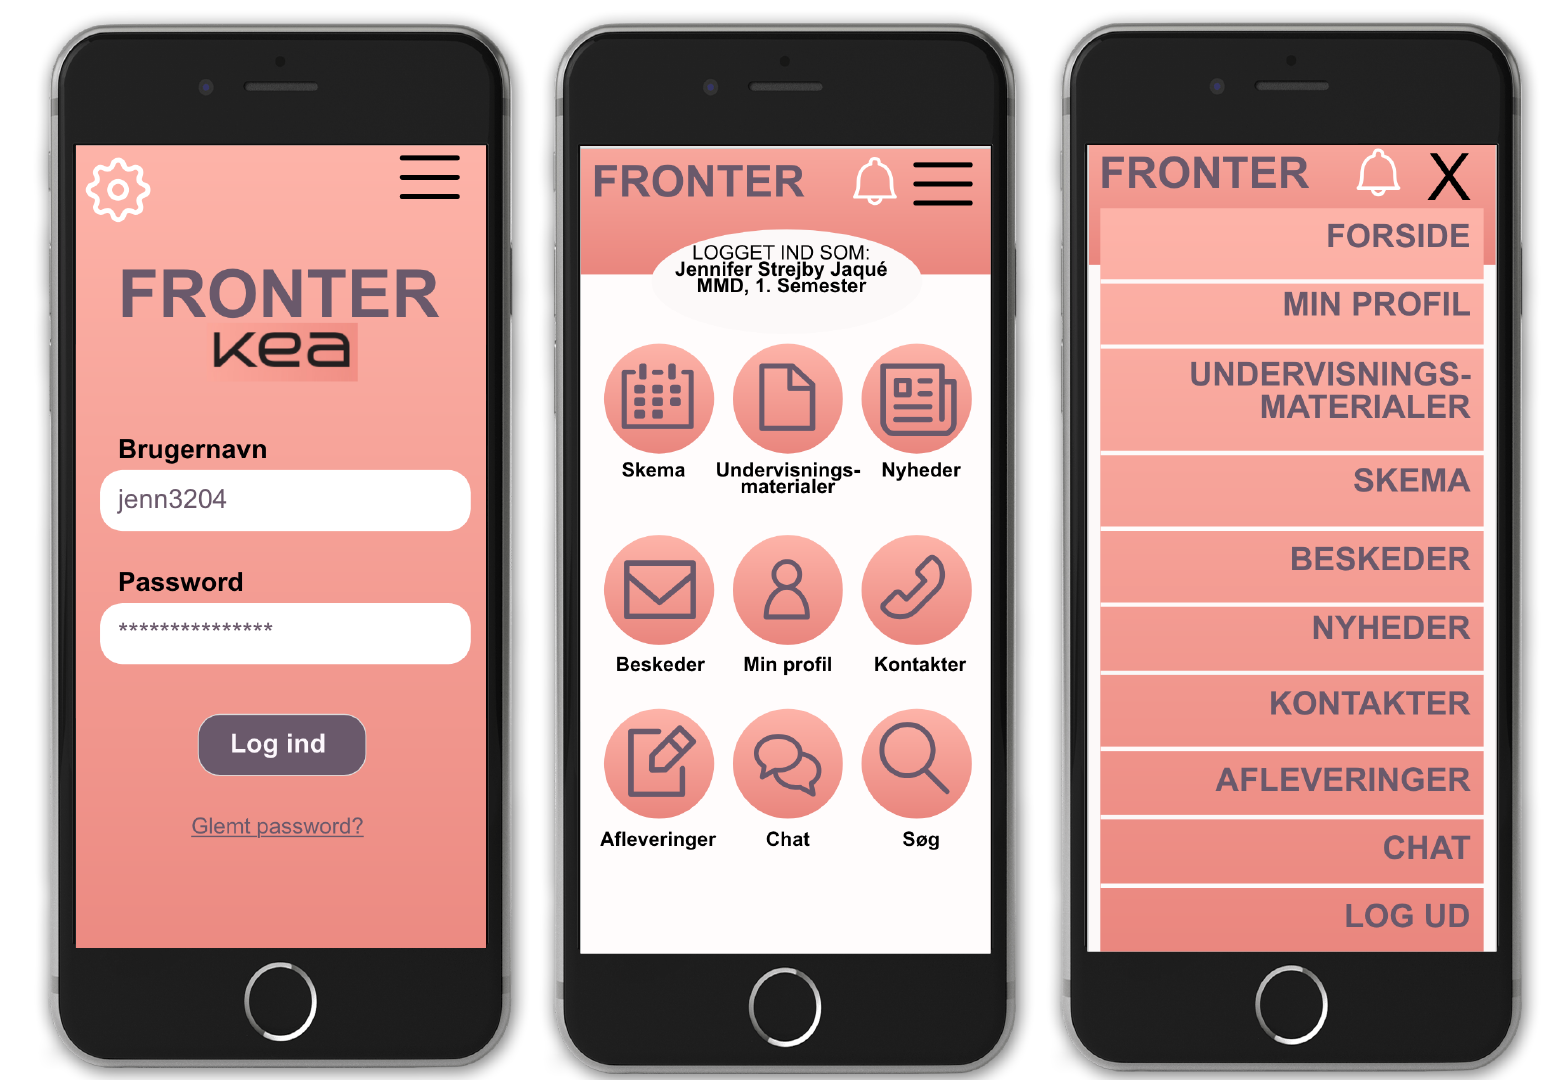 FRONTER
kea
Brugernavn
jenn3204
Password
***************
Log ind
Glemt password?
FRONTER
LOGGET IND SOM:
Jennifer Strejby Jaqué
MMD, 1. Semester
Skema
Undervisnings-
materialer
Nyheder
Beskeder
Min profil
Kontakter
Afleveringer
Chat
Søg
FRONTER
X
FORSIDE
MIN PROFIL
UNDERVISNINGS-
MATERIALER
SKEMA
BESKEDER
NYHEDER
KONTAKTER
AFLEVERINGER
CHAT
LOG UD